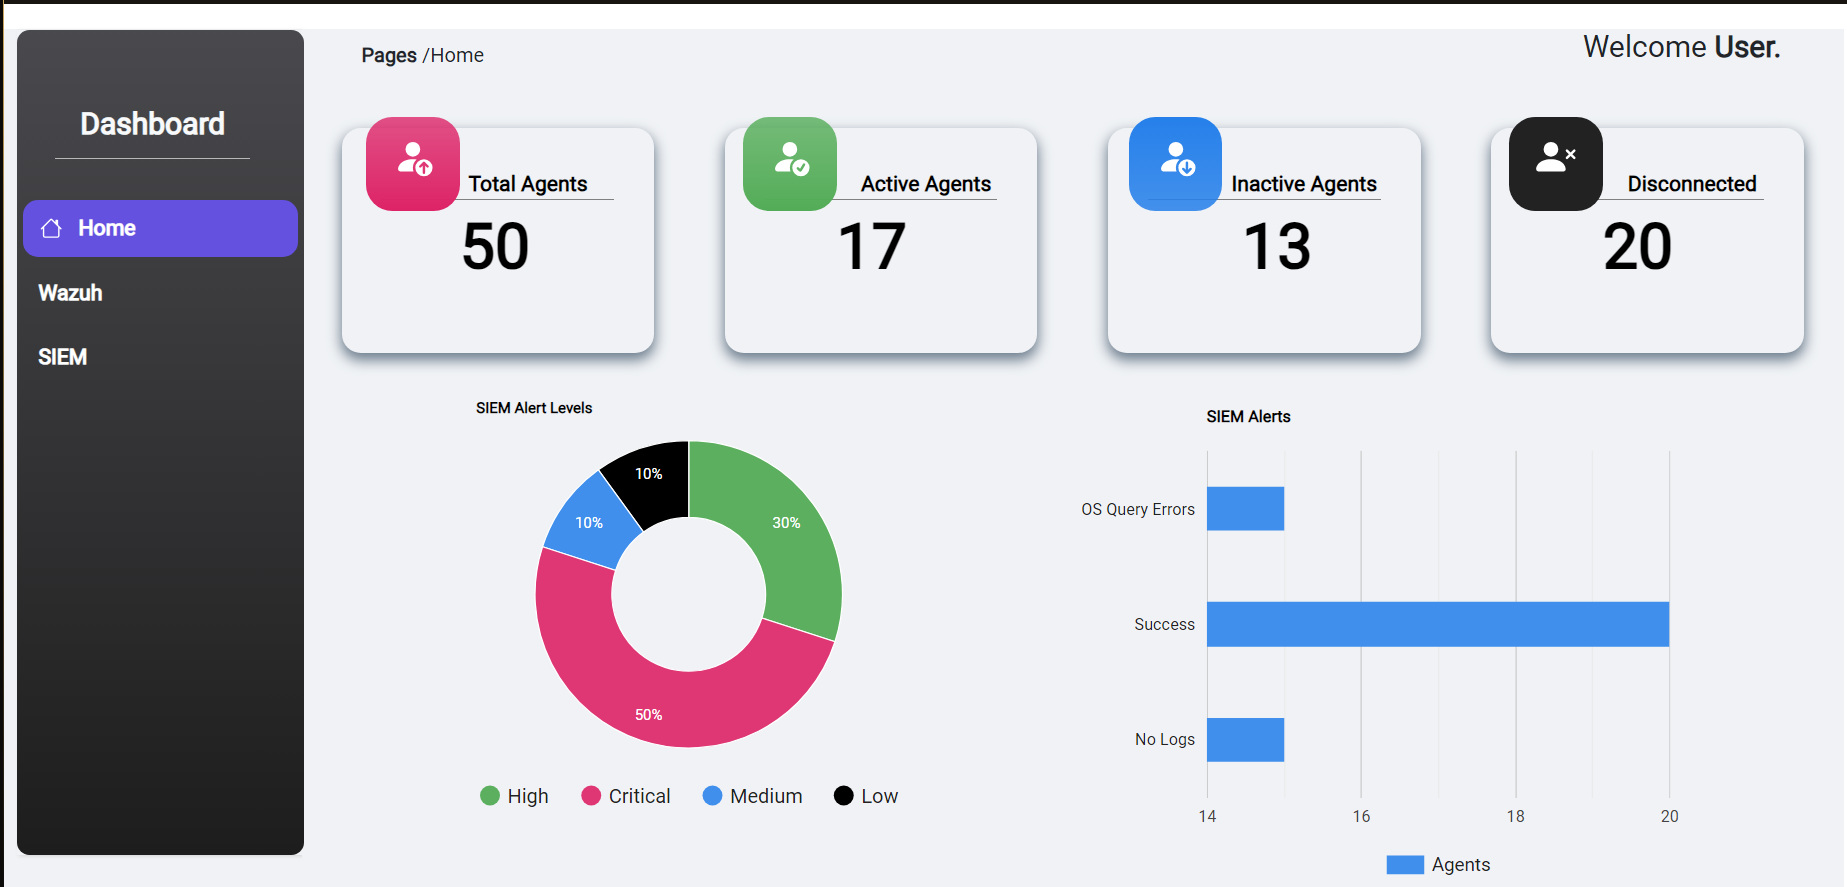 Dashboard
Home
Wazuh
SIEM
Pages /Home
Welcome User.
Total Agents
50
Active Agents
17
Inactive Agents
13
Disconnected
20
SIEM Alert Levels
10%
10%
30%
50%
High
Critical
Medium
Low
SIEM Alerts
OS Query Errors
Success
No Logs
14
16
18
20
Agents